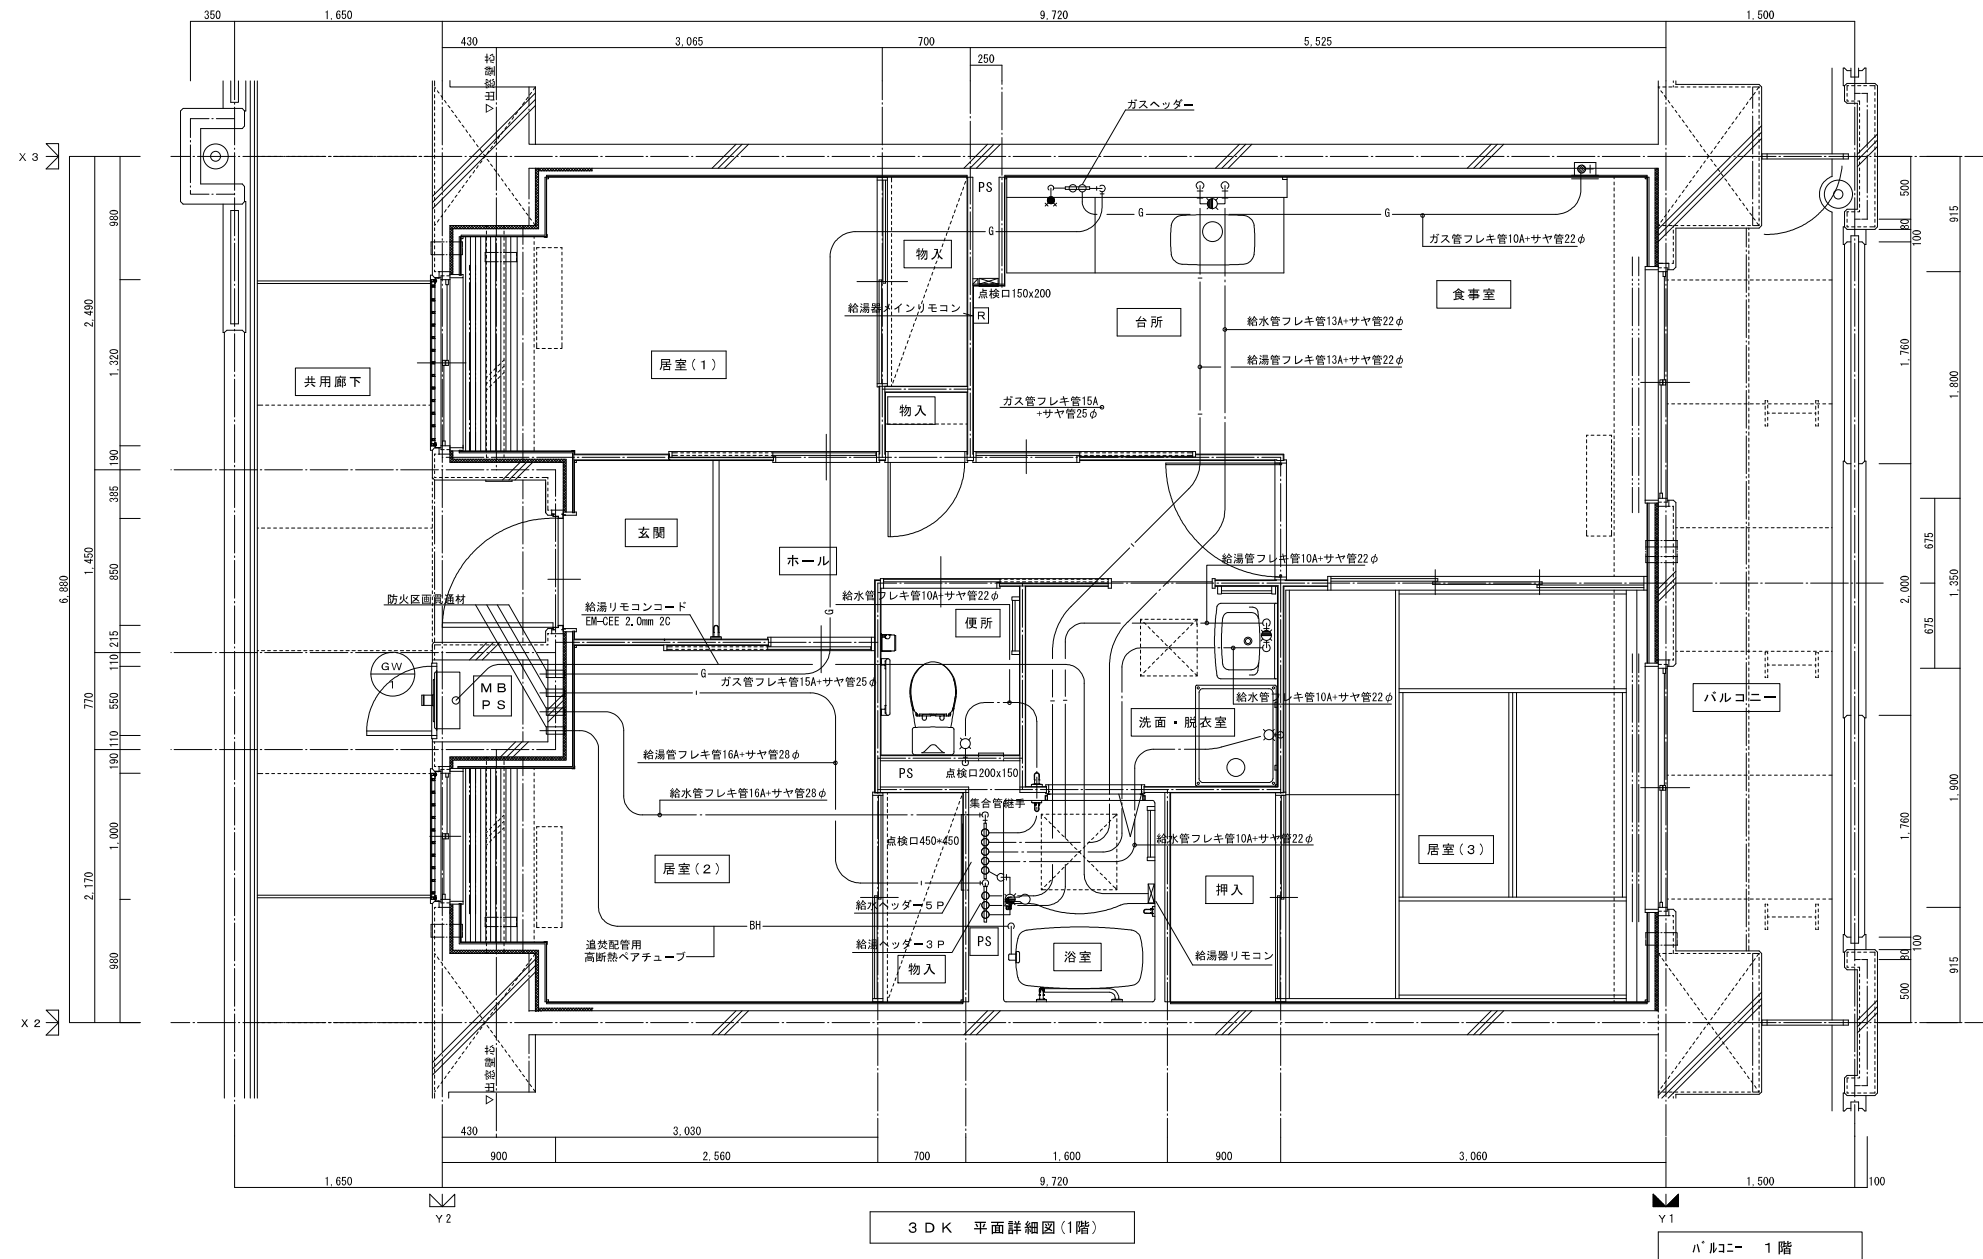 350
1,650
9,720
1,500
430
3,065
700
5,525
250
▽出窓壁芯
ガスヘッダー
X3
PS
G
G
G
ガス管フレキ管10A+サヤ管22φ
物入
点検口150x200
給湯器メインリモコン
R
台所
食事室
給水管フレキ管13A+サヤ管22φ
給湯管フレキ管13A+サヤ管22φ
居室(1)
共用廊下
物入
ガス管フレキ管15A
+サヤ管25φ
980
2,490
1,320
190
385
1,450
850
6,880
215
110
770
550
110
190
1,000
2,170
980
500
80
100
915
1,760
1,800
675
1,350
2,000
675
1,900
1,760
80
100
915
500
玄関
ホール
給湯管フレキ管10A+サヤ管22φ
防火区画貫通材
給湯リモコンコード
EM-CEE 2.0mm 2C
給水管フレキ管10A+サヤ管22φ
便所
G
GW
1
MB
PS
G
ガス管フレキ管15A+サヤ管25φ
給水管フレキ管10A+サヤ管22φ
バルコニー
洗面・脱衣室
給湯管フレキ管16A+サヤ管28φ
PS
点検口200x150
給水管フレキ管16A+サヤ管28φ
集合管継手
点検口450*450
給水管フレキ管10A+サヤ管22φ
居室(2)
居室(3)
押入
給水ヘッダー5P
BH
追焚配管用
高断熱ペアチューブ
給湯ヘッダー3P
PS
浴室
給湯器リモコン
物入
X2
▽出窓壁芯
430
3,030
900
2,560
700
1,600
900
3,060
1,650
9,720
1,500
100
Y2
Y1
3DK 平面詳細図(1階)
バルコニー 1階